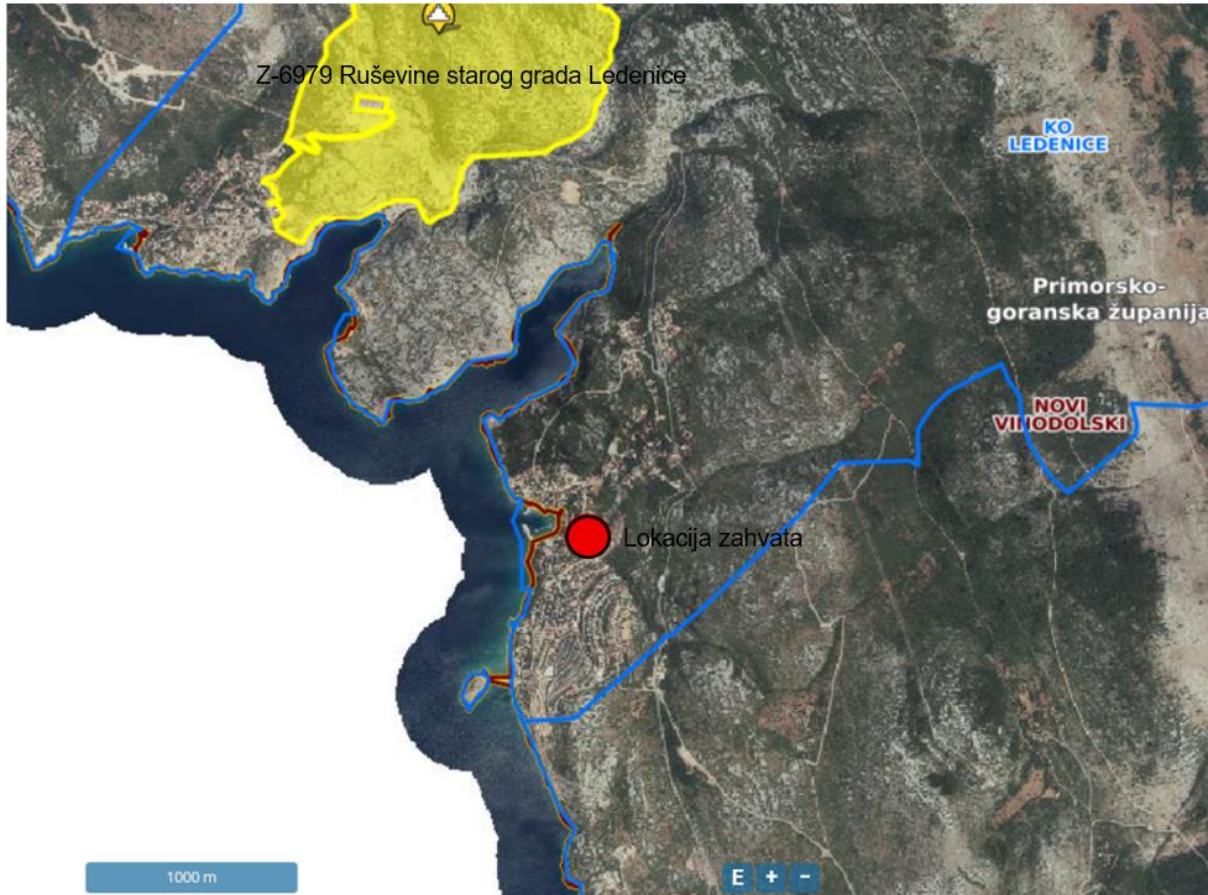 Z-6979 Ruševine starog grada Ledenice
KO
LEDENICE
Primorsko-
goranska županija
NOVI
VINODOLSKI
Lokacija zahvata
1000 m
E + −